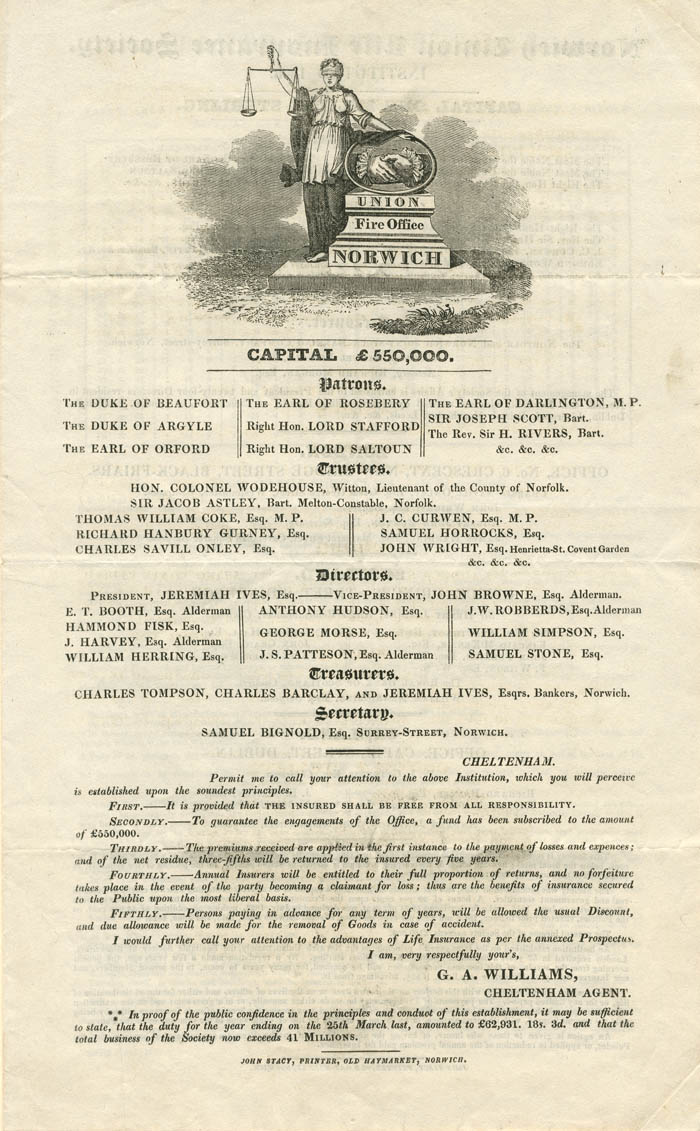 UNION
Fire Office
NORWICH
CAPITAL £550,000.
Patrons.
THE DUKE OF BEAUFORT
THE DUKE OF ARGYLE
THE EARL OF ORFORD
THE EARL OF ROSEBERY
Right Hon. LORD STAFFORD
Right Hon. LORD SALTOUN
THE EARL OF DARLINGTON, M. P.
SIR JOSEPH SCOTT, Bart.
The Rev. Sir H. RIVERS, Bart.
&c. &c. &c.
Trustees.
HON. COLONEL WODEHOUSE, Witton, Lieutenant of the County of Norfolk.
SIR JACOB ASTLEY, Bart. Melton-Constable, Norfolk.
THOMAS WILLIAM COKE, Esq. M. P.
RICHARD HANBURY GURNEY, Esq.
CHARLES SAVILL ONLEY, Esq.
J. C. CURWEN, Esq. M. P.
SAMUEL HORROCKS, Esq.
JOHN WRIGHT, Esq. Henrietta-St. Covent Garden
&c. &c. &c.
Directors.
PRESIDENT, JEREMIAH IVES, Esq.——VICE-PRESIDENT, JOHN BROWNE, Esq. Alderman.
E. T. BOOTH, Esq. Alderman
HAMMOND FISK, Esq.
J. HARVEY, Esq. Alderman
WILLIAM HERRING, Esq.
ANTHONY HUDSON, Esq.
GEORGE MORSE, Esq.
J. S. PATTESON, Esq. Alderman
J. W. ROBBERDS, Esq. Alderman
WILLIAM SIMPSON, Esq.
SAMUEL STONE, Esq.
Treasurers.
CHARLES TOMPSON, CHARLES BARCLAY, AND JEREMIAH IVES, Esqrs. Bankers, Norwich.
Secretary.
SAMUEL BIGNOLD, Esq. SURREY-STREET, NORWICH.
CHELTENHAM.
Permit me to call your attention to the above Institution, which you will perceive
is established upon the soundest principles.
FIRST.——It is provided that THE INSURED SHALL BE FREE FROM ALL RESPONSIBILITY.
SECONDLY.——To guarantee the engagements of the Office, a fund has been subscribed to the amount
of £550,000.
THIRDLY.——The premiums received are applied in the first instance to the payment of losses and expences;
and of the net residue, three-fifths will be returned to the insured every five years.
FOURTHLY.——Annual Insurers will be entitled to their full proportion of returns, and no forfeiture
takes place in the event of the party becoming a claimant for loss; thus are the benefits of insurance secured
to the Public upon the most liberal basis.
FIFTHLY.——Persons paying in advance for any term of years, will be allowed the usual Discount,
and due allowance will be made for the removal of Goods in case of accident.
I would further call your attention to the advantages of Life Insurance as per the annexed Prospectus.
I am, very respectfully your's,
G. A. WILLIAMS,
CHELTENHAM AGENT.
*⁎* In proof of the public confidence in the principles and conduct of this establishment, it may be sufficient
to state, that the duty for the year ending on the 25th March last, amounted to £62,931. 18s. 3d. and that the
total business of the Society now exceeds 41 MILLIONS.
JOHN STACY, PRINTER, OLD HAYMARKET, NORWICH.